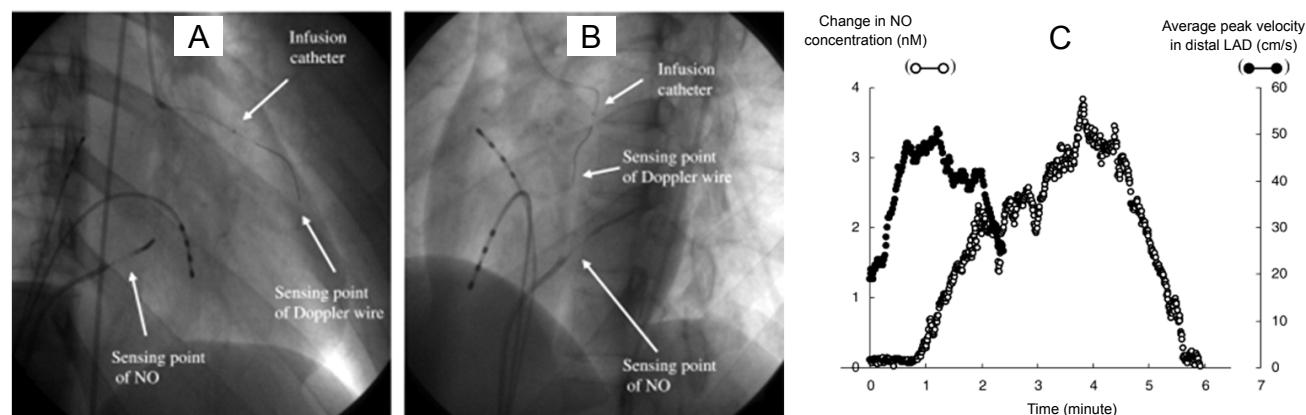 A
Infusion
catheter
Sensing point
of Doppler wire
Sensing point
of NO
B
Infusion
catheter
Sensing point
of Doppler wire
Sensing point
of NO
C
Change in NO
concentration (nM)
Average peak velocity
in distal LAD (cm/s)
4
3
2
1
0
60
50
40
30
20
10
0
0 1 2 3 4 5 6 7
Time (minute)